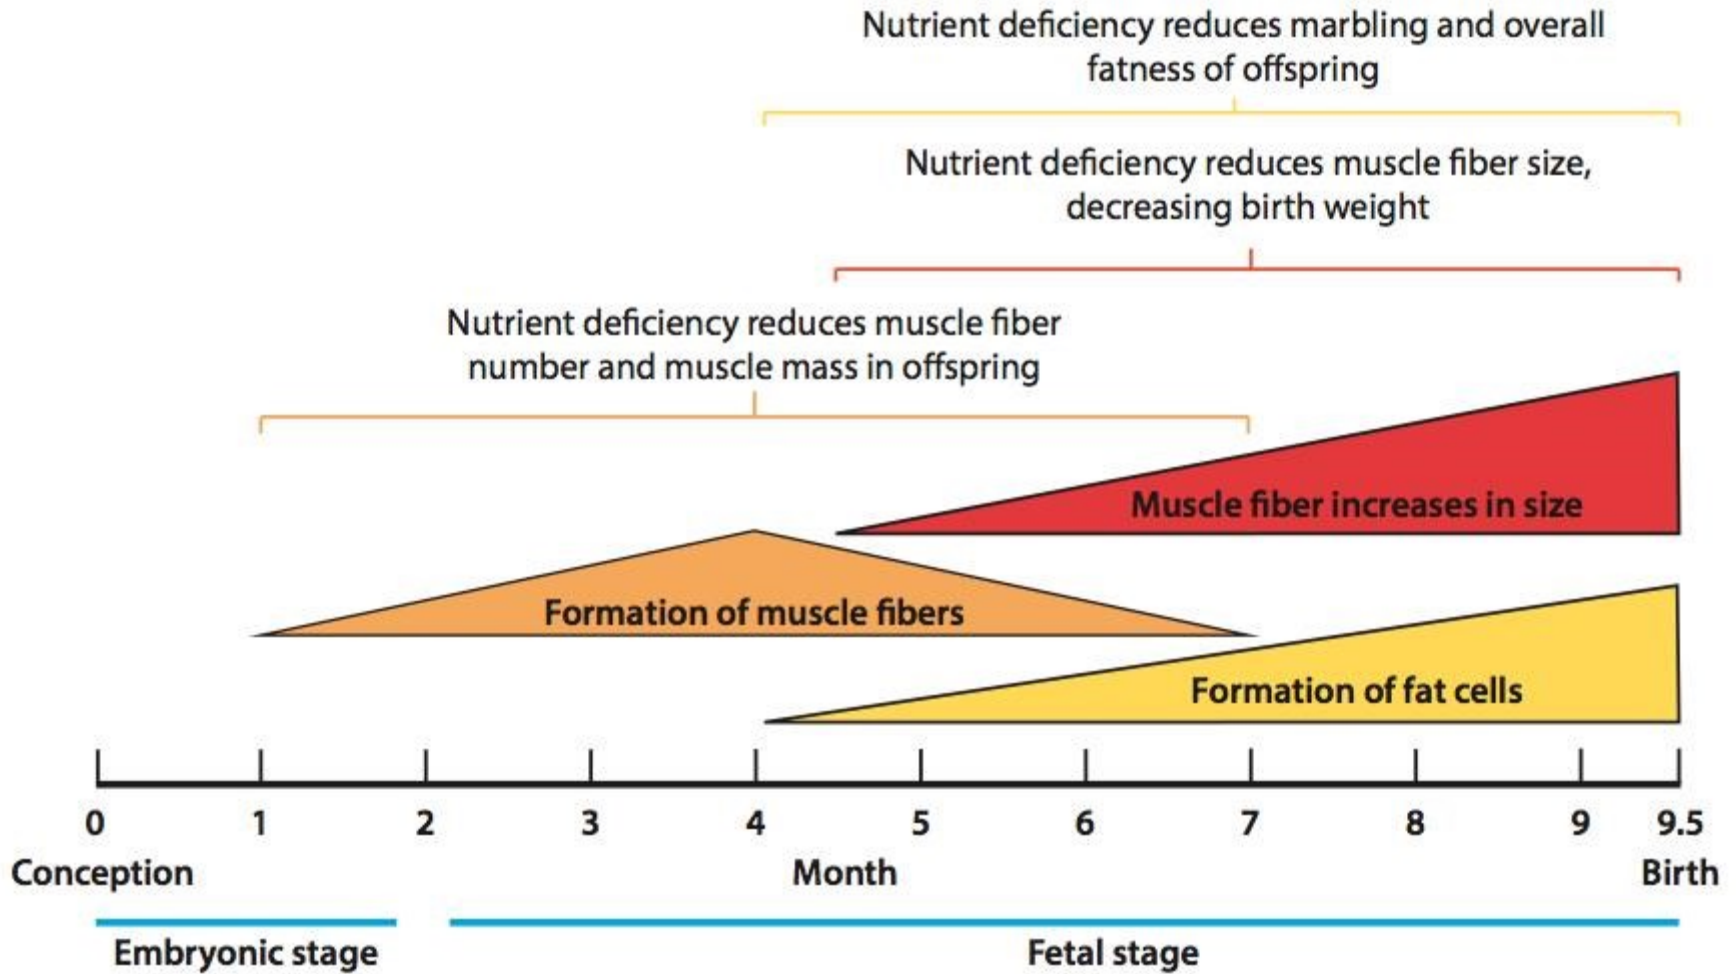 Nutrient deficiency reduces marbling and overall
fatness of offspring
Nutrient deficiency reduces muscle fiber size,
decreasing birth weight
Nutrient deficiency reduces muscle fiber
number and muscle mass in offspring
Muscle fiber increases in size
Formation of muscle fibers
Formation of fat cells
0 1 2 3 4 5 6 7 8 9 9.5
Conception Month Birth
Embryonic stage Fetal stage